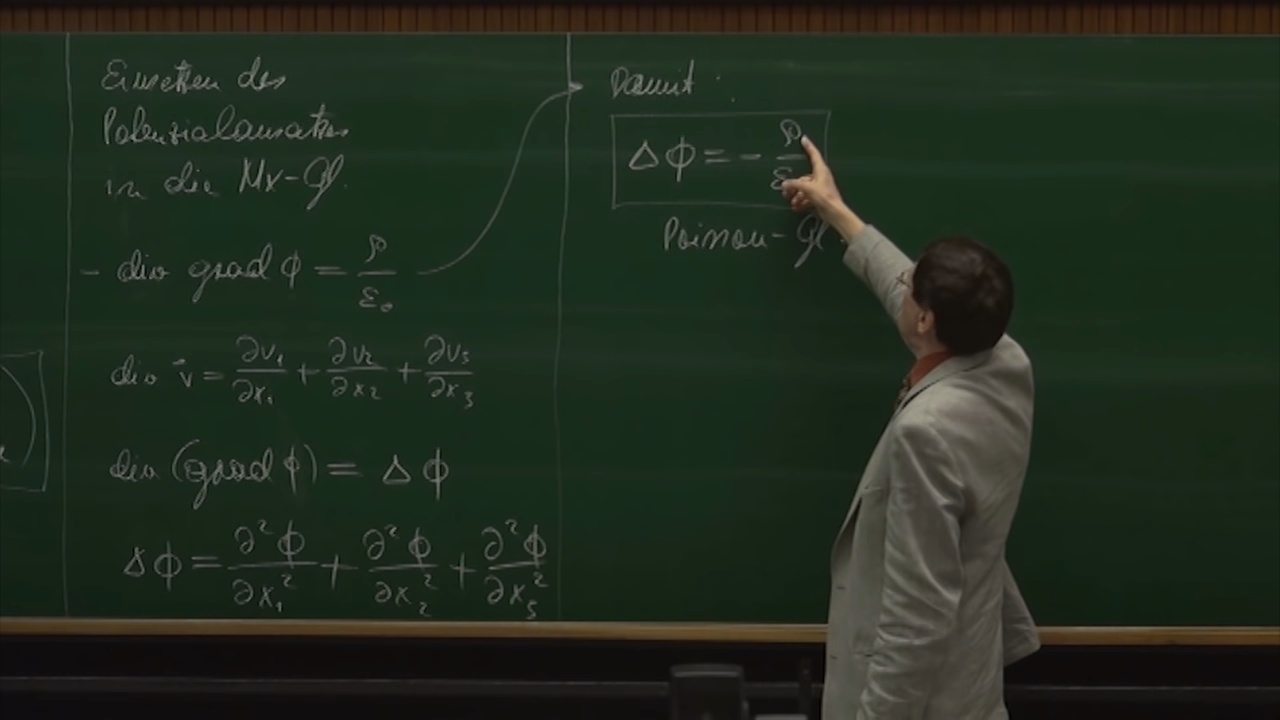 Einsetzen des
Potenzialansatzes
in die Mx-Gl.
- div grad ϕ = ρ/ε₀
div v⃗ = ∂v₁/∂x₁ + ∂v₂/∂x₂ + ∂v₃/∂x₃
div (grad ϕ) = Δϕ
Δϕ = ∂²ϕ/∂x₁² + ∂²ϕ/∂x₂² + ∂²ϕ/∂x₃²
Damit :
Δϕ = - ρ/ε
Poisson-Gl